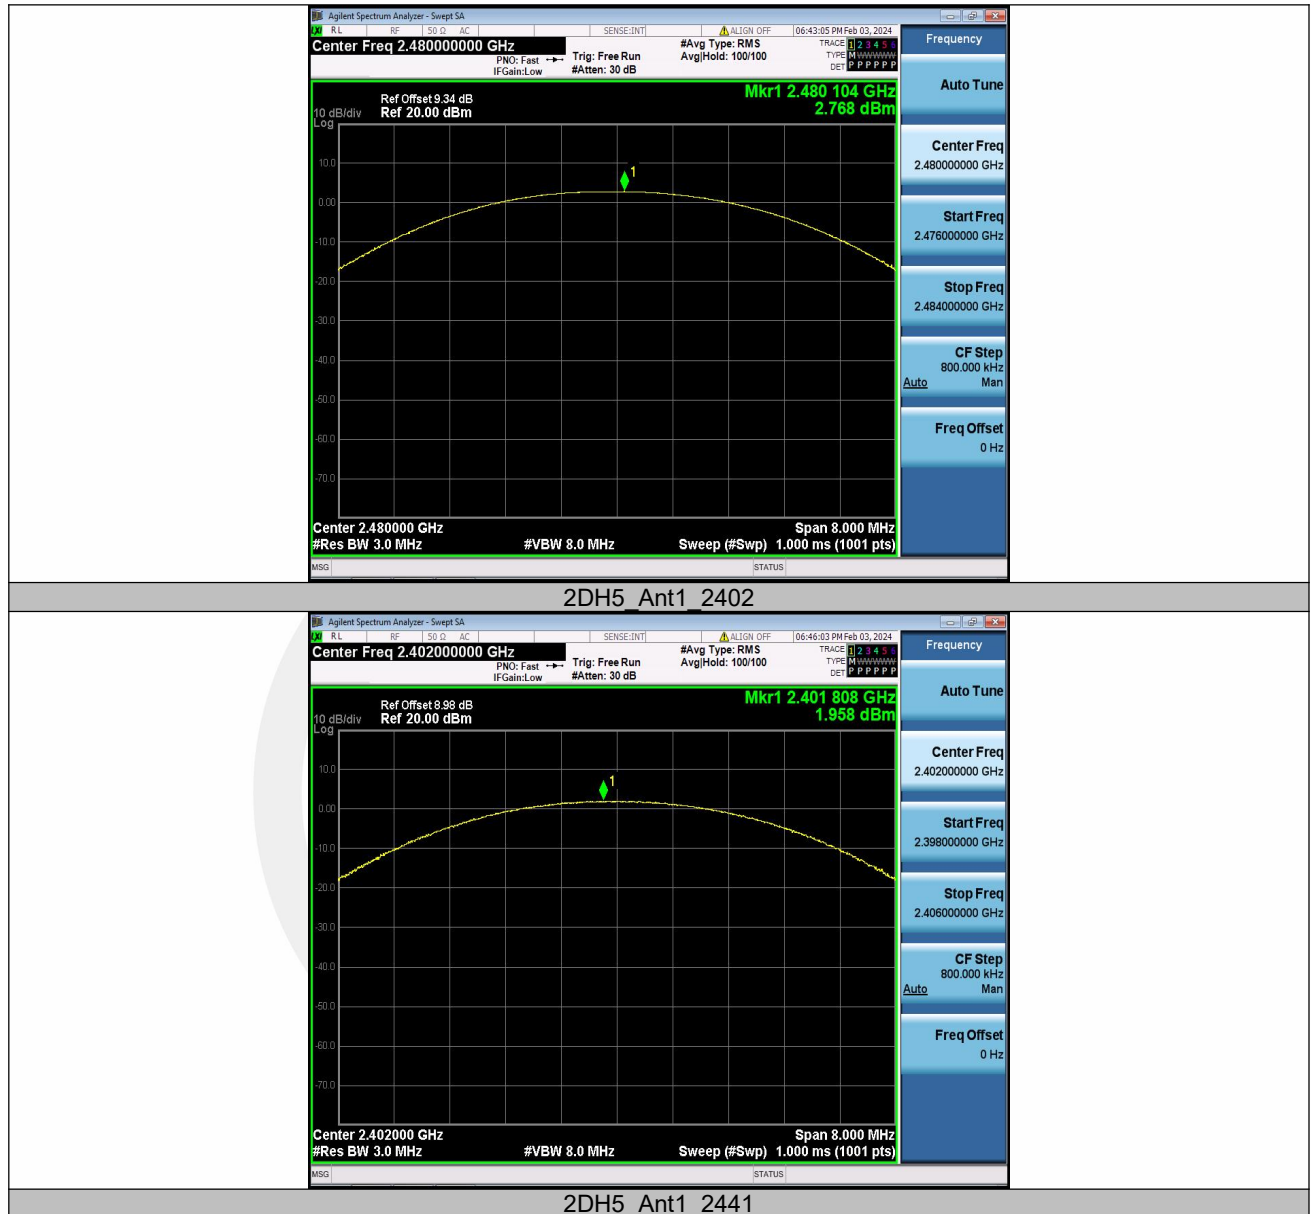 Agilent Spectrum Analyzer - Swept SA
LXI RL RF 50 Ω AC SENSE:INT ALIGN OFF 06:43:05 PM Feb 03, 2024
Center Freq 2.480000000 GHz #Avg Type: RMS TRACE 1 2 3 4 5 6
PNO: Fast Trig: Free Run Avg|Hold: 100/100 TYPE M WWWWW
IFGain:Low #Atten: 30 dB DET P P P P P P
Ref Offset 9.34 dB Mkr1 2.480 104 GHz
10 dB/div Ref 20.00 dBm 2.768 dBm
Log
10.0
1
0.00
-10.0
-20.0
-30.0
-40.0
-50.0
-60.0
-70.0
Center 2.480000 GHz Span 8.000 MHz
#Res BW 3.0 MHz #VBW 8.0 MHz Sweep (#Swp) 1.000 ms (1001 pts)
MSG STATUS
Frequency
Auto Tune
Center Freq
2.480000000 GHz
Start Freq
2.476000000 GHz
Stop Freq
2.484000000 GHz
CF Step
800.000 kHz
Auto Man
Freq Offset
0 Hz
2DH5_Ant1_2402
Agilent Spectrum Analyzer - Swept SA
LXI RL RF 50 Ω AC SENSE:INT ALIGN OFF 06:46:03 PM Feb 03, 2024
Center Freq 2.402000000 GHz #Avg Type: RMS TRACE 1 2 3 4 5 6
PNO: Fast Trig: Free Run Avg|Hold: 100/100 TYPE M WWWWW
IFGain:Low #Atten: 30 dB DET P P P P P P
Ref Offset 8.98 dB Mkr1 2.401 808 GHz
10 dB/div Ref 20.00 dBm 1.958 dBm
Log
10.0
1
0.00
-10.0
-20.0
-30.0
-40.0
-50.0
-60.0
-70.0
Center 2.402000 GHz Span 8.000 MHz
#Res BW 3.0 MHz #VBW 8.0 MHz Sweep (#Swp) 1.000 ms (1001 pts)
MSG STATUS
Frequency
Auto Tune
Center Freq
2.402000000 GHz
Start Freq
2.398000000 GHz
Stop Freq
2.406000000 GHz
CF Step
800.000 kHz
Auto Man
Freq Offset
0 Hz
2DH5_Ant1_2441